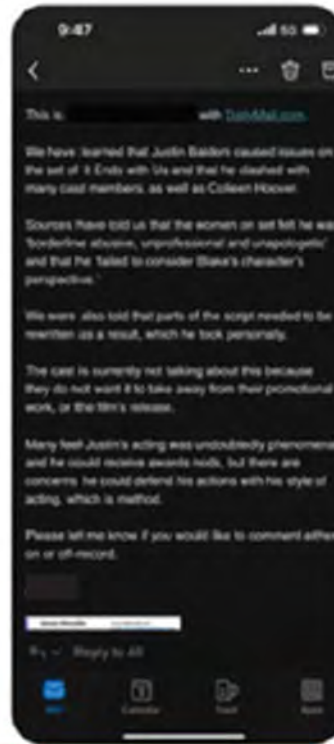 9:47
5G
This is with DailyMail.com.
We have learned that Justin Baldoni caused issues on
the set of It Ends with Us and that he clashed with
many cast members, as well as Colleen Hoover.
Sources have told us that the women on set felt he was
'borderline abusive, unprofessional and unapologetic'
and that he 'failed to consider Blake's character's
perspective.'
We were also told that parts of the script needed to be
rewritten as a result, which he took personally.
The cast is currently not talking about this because
they do not want it to take away from their promotional
work, or the film's release.
Many feel Justin's acting was undoubtedly phenomenal
and he could receive awards nods, but there are
concerns he could defend his actions with his style of
acting, which is method.
Please let me know if you would like to comment either
on or off-record.
Reply to All
Calendar
Apps